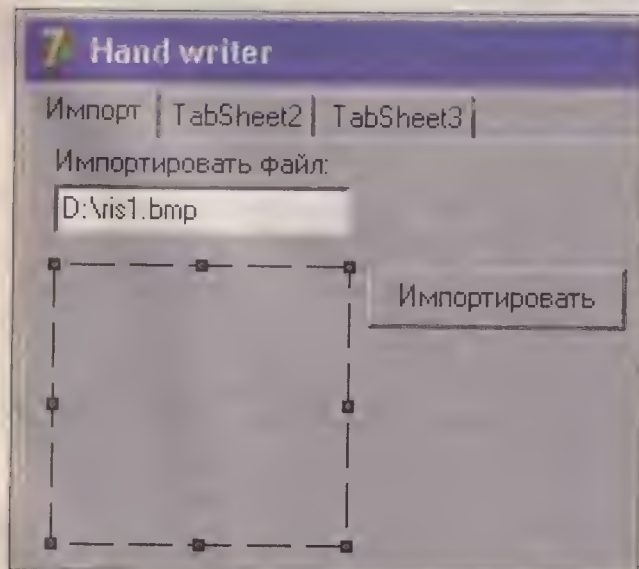 Hand writer
Импорт TabSheet2 TabSheet3
Импортировать файл:
D:\ris1.bmp
Импортировать